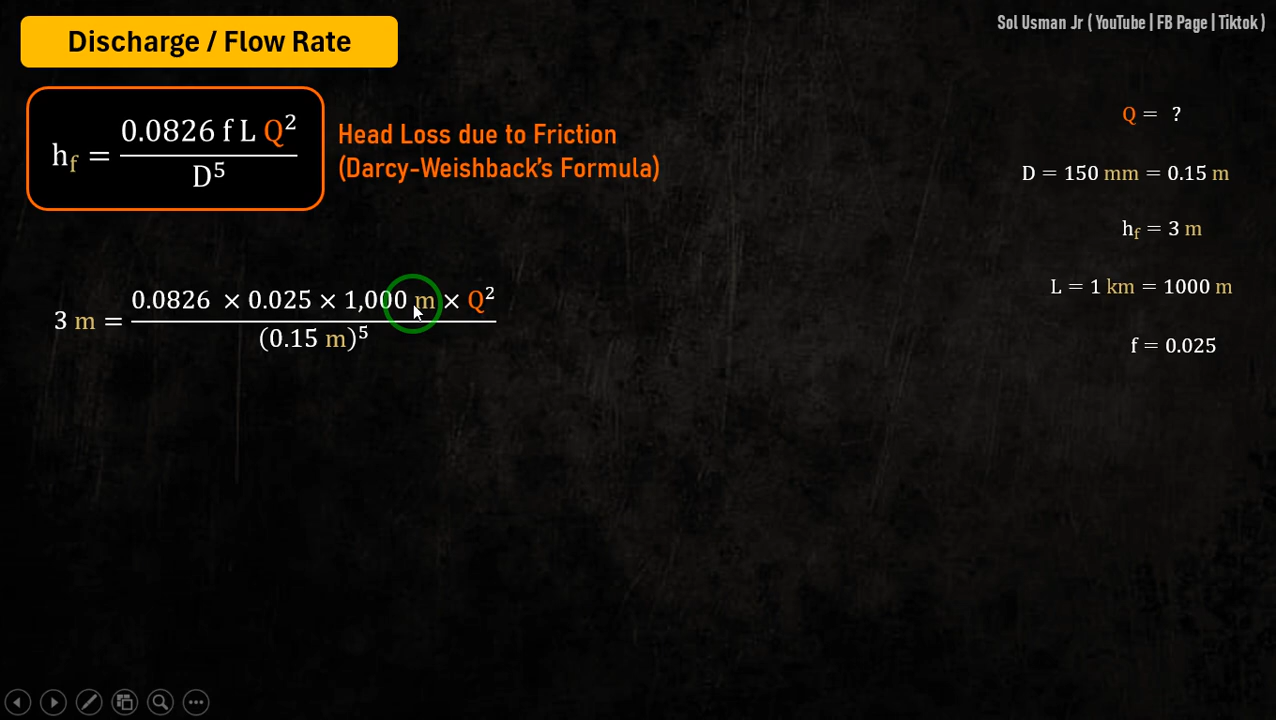 Discharge / Flow Rate
Sol Usman Jr ( YouTube | FB Page | Tiktok )
h_f = 0.0826 f L Q² / D⁵
Head Loss due to Friction
(Darcy-Weishback's Formula)
3 m = 0.0826 × 0.025 × 1,000 m × Q² / (0.15 m)⁵
Q = ?
D = 150 mm = 0.15 m
h_f = 3 m
L = 1 km = 1000 m
f = 0.025